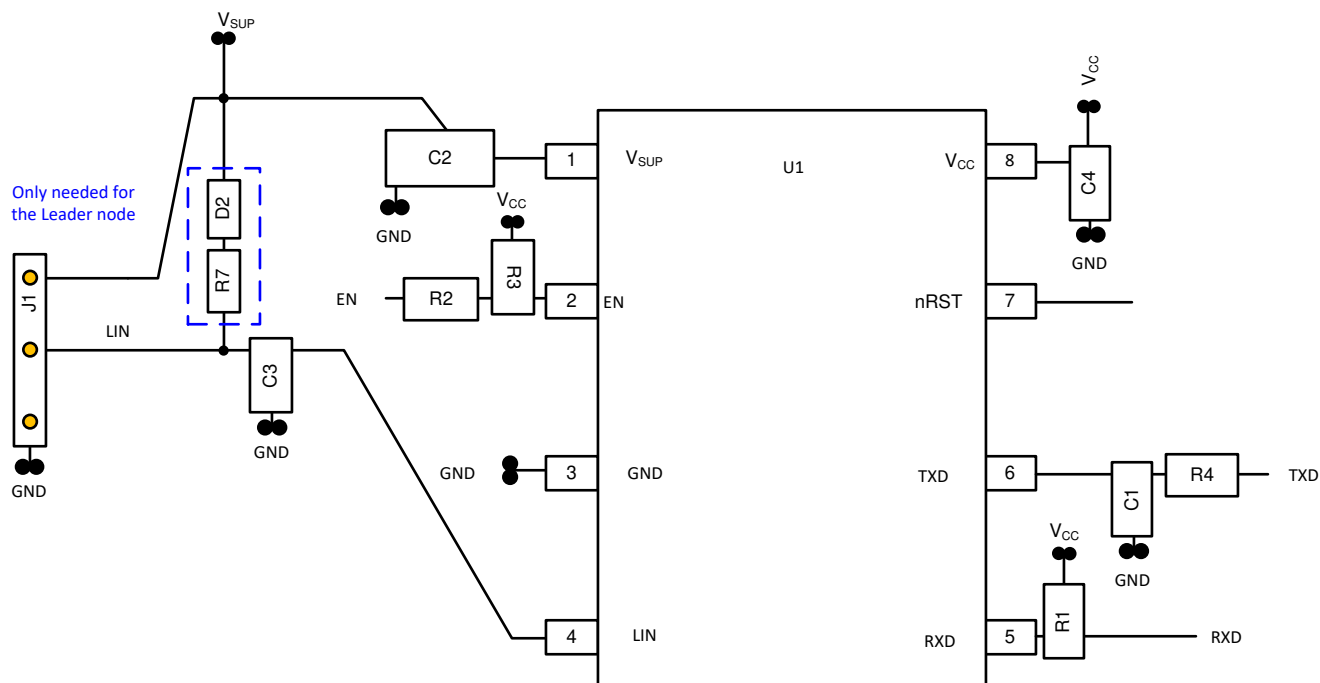 VSUP
VCC
C2
1
VSUP
U1
VCC
8
C4
Only needed for
the Leader node
D2
GND
VCC
GND
J1
R7
EN
R2
R3
2
EN
nRST
7
LIN
C3
GND
GND
GND
3
GND
TXD
6
C1
R4
TXD
VCC
GND
4
LIN
RXD
5
R1
RXD